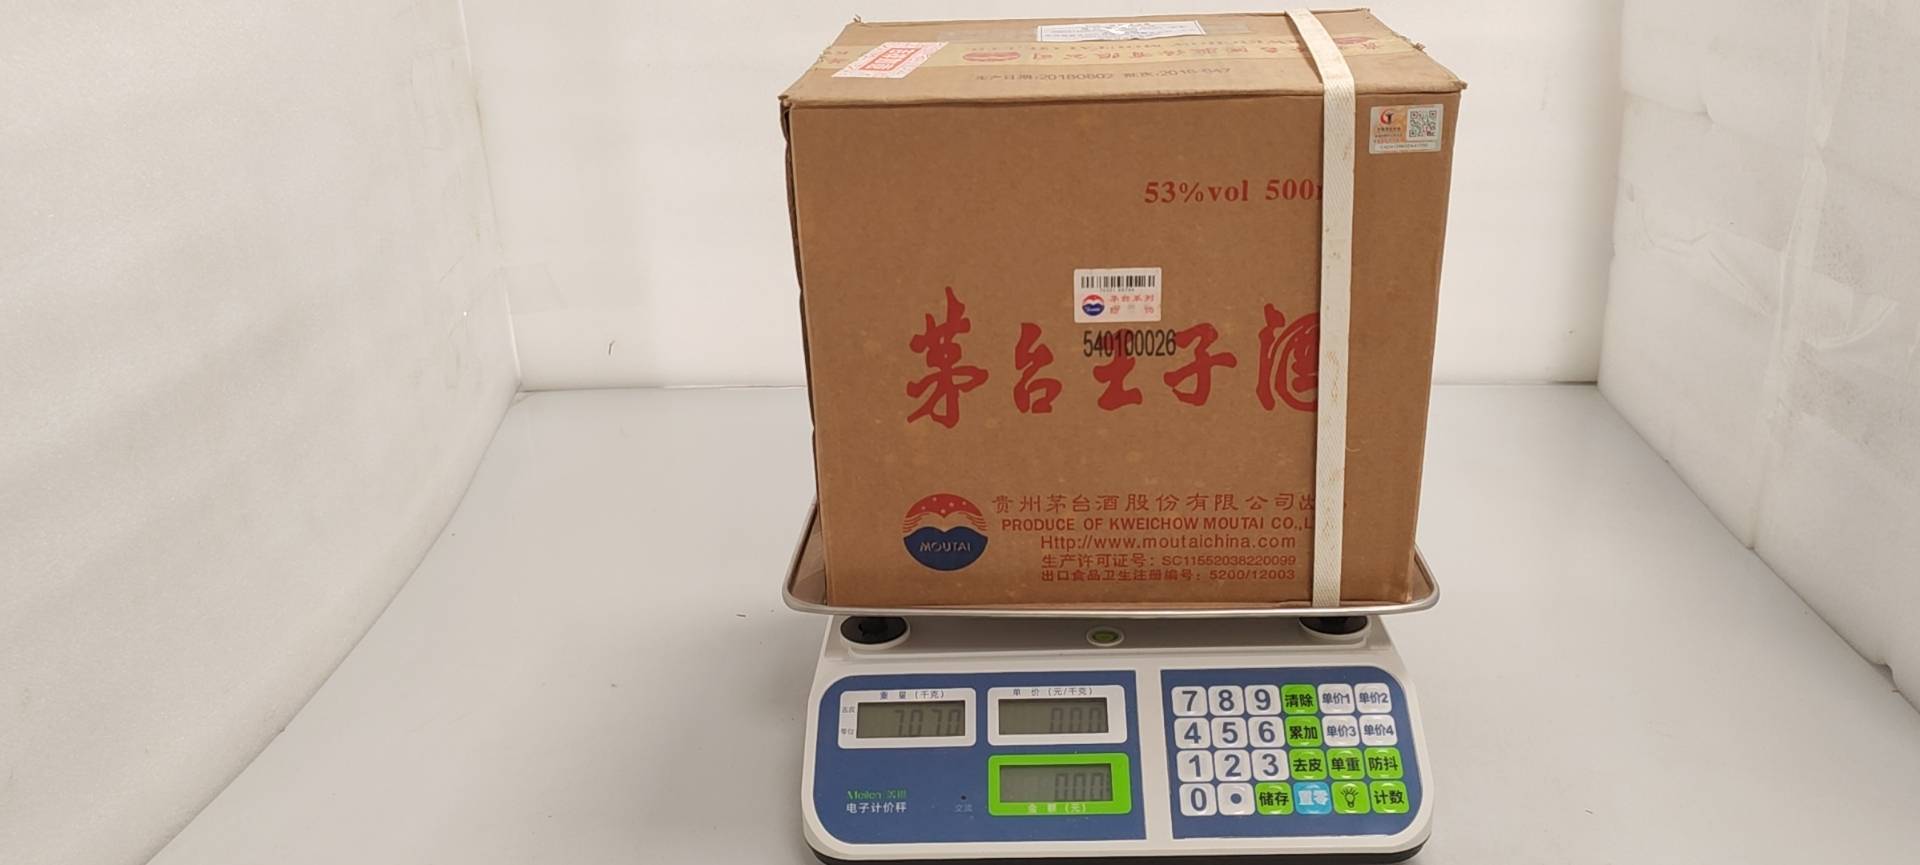 生产日期:20180802 批次:2018-047
53%vol 500
茅台系列
540100026
茅台王子酒
MOUTAI
贵州茅台酒股份有限公司出
PRODUCE OF KWEICHOW MOUTAI CO.,L
Http://www.moutaichina.com
生产许可证号：SC11552038220099
出口食品卫生注册编号：5200/12003
重量(千克)
单价(元/千克)
7.070
0.00
0.00
金额(元)
Meilen
电子计价秤
交流
7 8 9 清除 单价1 单价2
4 5 6 累加 单价3 单价4
1 2 3 去皮 单重 防抖
0 • 储存 置零 计数